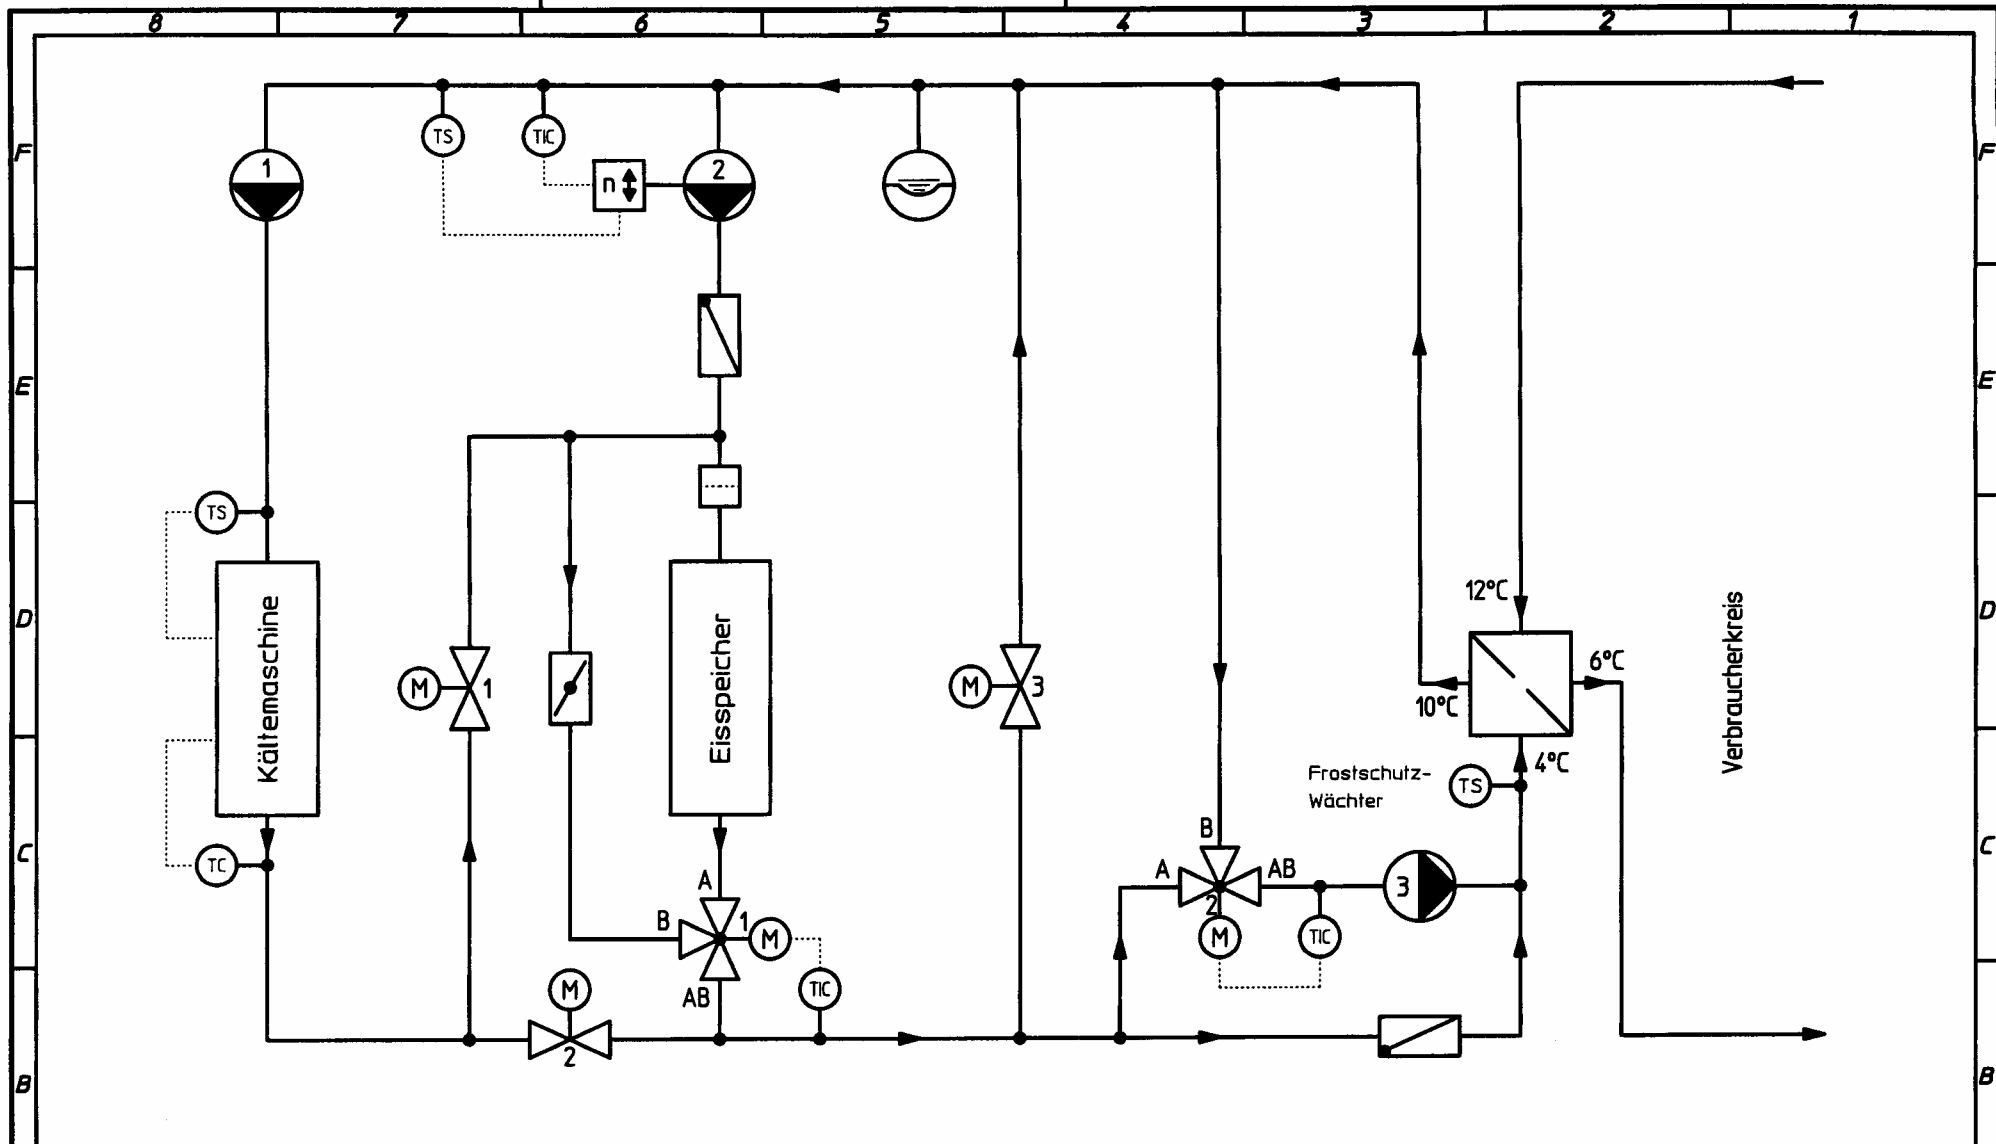 8 7 6 5 4 3 2 1
F
F
TS
TIC
1
n
2
E
E
TS
D
D
12°C
Kältemaschine
M
1
Eisspeicher
M
3
6°C
10°C
Verbraucherkreis
4°C
Frostschutz-
Wächter
TS
B
C
C
TC
A
A
AB
3
2
B
1
M
M
TIC
M
AB
TIC
2
B
B